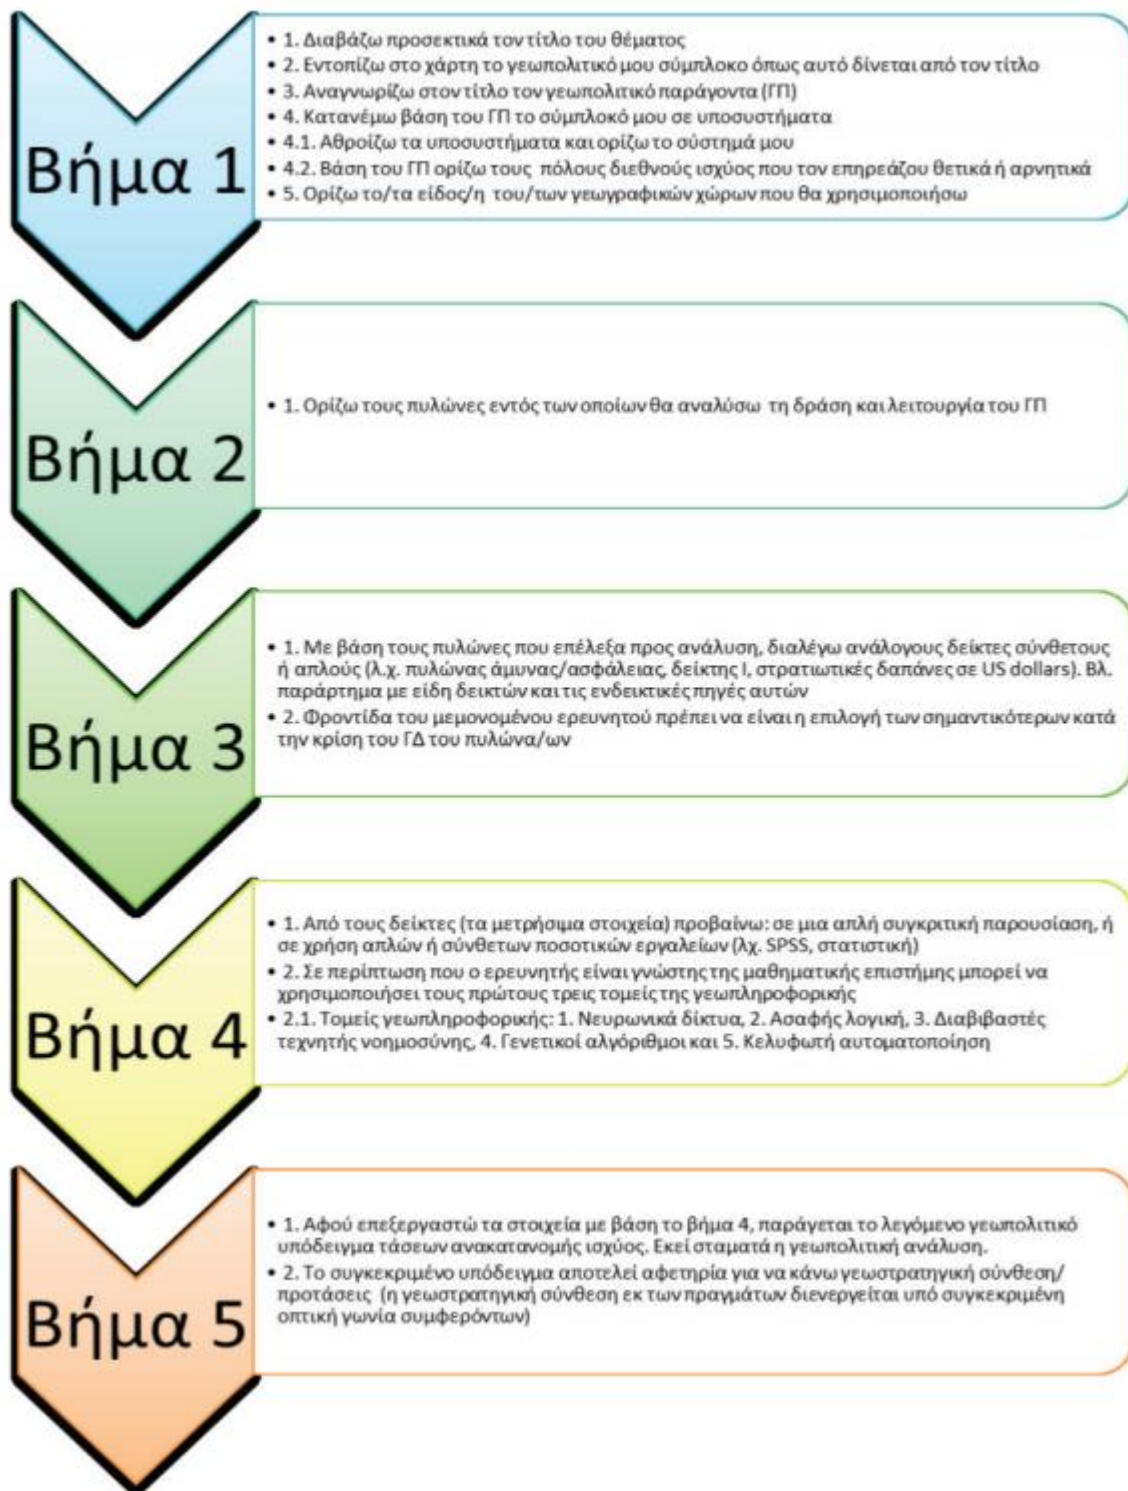 Βήμα 1
• 1. Διαβάζω προσεκτικά τον τίτλο του θέματος
• 2. Εντοπίζω στο χάρτη το γεωπολιτικό μου σύμπλοκο όπως αυτό δίνεται από τον τίτλο
• 3. Αναγνωρίζω στον τίτλο τον γεωπολιτικό παράγοντα (ΓΠ)
• 4. Κατανέμω βάση του ΓΠ το σύμπλοκό μου σε υποσυστήματα
• 4.1. Αθροίζω τα υποσυστήματα και ορίζω το σύστημά μου
• 4.2. Βάση του ΓΠ ορίζω τους πόλους διεθνούς ισχύος που τον επηρεάζου θετικά ή αρνητικά
• 5. Ορίζω το/τα είδος/η του/των γεωγραφικών χώρων που θα χρησιμοποιήσω
Βήμα 2
• 1. Ορίζω τους πυλώνες εντός των οποίων θα αναλύσω τη δράση και λειτουργία του ΓΠ
Βήμα 3
• 1. Με βάση τους πυλώνες που επέλεξα προς ανάλυση, διαλέγω ανάλογους δείκτες σύνθετους
ή απλούς (λ.χ. πυλώνας άμυνας/ασφάλειας, δείκτης Ι, στρατιωτικές δαπάνες σε US dollars). Βλ.
παράρτημα με είδη δεικτών και τις ενδεικτικές πηγές αυτών
• 2. Φροντίδα του μεμονομένου ερευνητού πρέπει να είναι η επιλογή των σημαντικότερων κατά
την κρίση του ΓΔ του πυλώνα/ων
Βήμα 4
• 1. Από τους δείκτες (τα μετρήσιμα στοιχεία) προβαίνω: σε μια απλή συγκριτική παρουσίαση, ή
σε χρήση απλών ή σύνθετων ποσοτικών εργαλείων (λχ. SPSS, στατιστική)
• 2. Σε περίπτωση που ο ερευνητής είναι γνώστης της μαθηματικής επιστήμης μπορεί να
χρησιμοποιήσει τους πρώτους τρεις τομείς της γεωπληροφορικής
• 2.1. Τομείς γεωπληροφορικής: 1. Νευρωνικά δίκτυα, 2. Ασαφής λογική, 3. Διαβιβαστές
τεχνητής νοημοσύνης, 4. Γενετικοί αλγόριθμοι και 5. Κελυφωτή αυτοματοποίηση
Βήμα 5
• 1. Αφού επεξεργαστώ τα στοιχεία με βάση το βήμα 4, παράγεται το λεγόμενο γεωπολιτικό
υπόδειγμα τάσεων ανακατανομής ισχύος. Εκεί σταματά η γεωπολιτική ανάλυση.
• 2. Το συγκεκριμένο υπόδειγμα αποτελεί αφετηρία για να κάνω γεωστρατηγική σύνθεση/
προτάσεις (η γεωστρατηγική σύνθεση εκ των πραγμάτων διενεργείται υπό συγκεκριμένη
οπτική γωνία συμφερόντων)